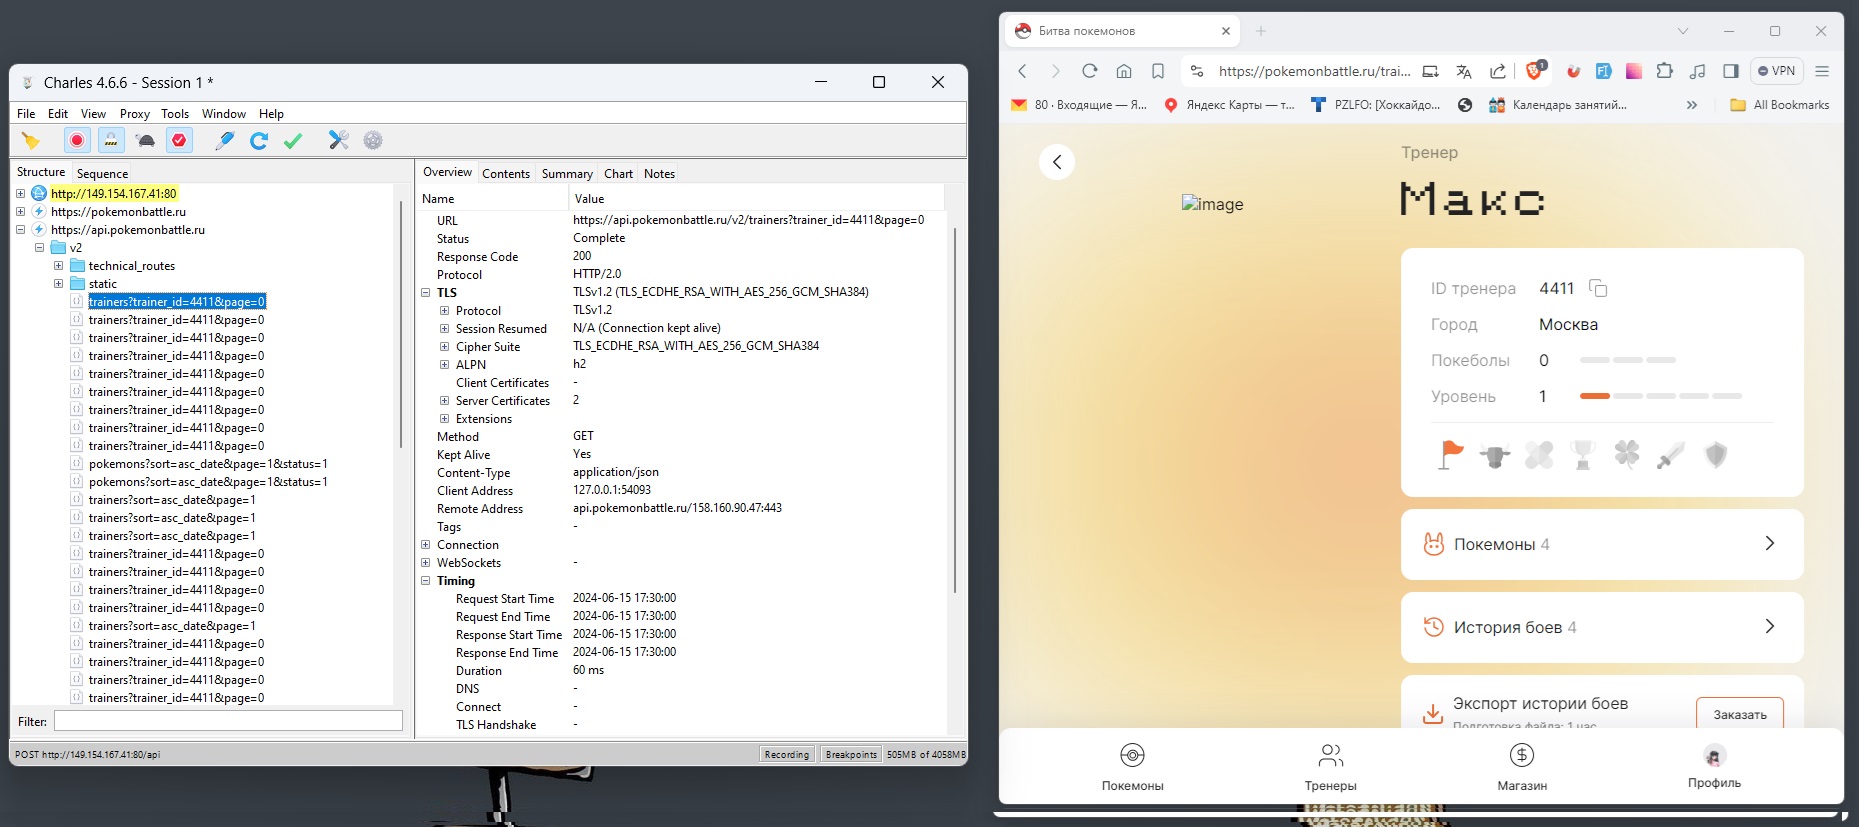 Charles 4.6.6 - Session 1 *
File Edit View Proxy Tools Window Help
Structure Sequence
http://149.154.167.41:80
https://pokemonbattle.ru
https://api.pokemonbattle.ru
v2
technical_routes
static
trainers?trainer_id=4411&page=0
trainers?trainer_id=4411&page=0
trainers?trainer_id=4411&page=0
trainers?trainer_id=4411&page=0
trainers?trainer_id=4411&page=0
trainers?trainer_id=4411&page=0
trainers?trainer_id=4411&page=0
trainers?trainer_id=4411&page=0
trainers?trainer_id=4411&page=0
pokemons?sort=asc_date&page=1&status=1
pokemons?sort=asc_date&page=1&status=1
trainers?sort=asc_date&page=1
trainers?sort=asc_date&page=1
trainers?sort=asc_date&page=1
trainers?trainer_id=4411&page=0
trainers?trainer_id=4411&page=0
trainers?trainer_id=4411&page=0
trainers?trainer_id=4411&page=0
trainers?sort=asc_date&page=1
trainers?trainer_id=4411&page=0
trainers?trainer_id=4411&page=0
trainers?trainer_id=4411&page=0
trainers?trainer_id=4411&page=0
Filter:
Overview Contents Summary Chart Notes
Name Value
URL https://api.pokemonbattle.ru/v2/trainers?trainer_id=4411&page=0
Status Complete
Response Code 200
Protocol HTTP/2.0
TLS TLSv1.2 (TLS_ECDHE_RSA_WITH_AES_256_GCM_SHA384)
Protocol TLSv1.2
Session Resumed N/A (Connection kept alive)
Cipher Suite TLS_ECDHE_RSA_WITH_AES_256_GCM_SHA384
ALPN h2
Client Certificates -
Server Certificates 2
Extensions
Method GET
Kept Alive Yes
Content-Type application/json
Client Address 127.0.0.1:54093
Remote Address api.pokemonbattle.ru/158.160.90.47:443
Tags -
Connection
WebSockets -
Timing
Request Start Time 2024-06-15 17:30:00
Request End Time 2024-06-15 17:30:00
Response Start Time 2024-06-15 17:30:00
Response End Time 2024-06-15 17:30:00
Duration 60 ms
DNS -
Connect -
TLS Handshake -
POST http://149.154.167.41:80/api
Recording Breakpoints 505MB of 4058MB
Битва покемонов
https://pokemonbattle.ru/trai...
1
VPN
80 · Входящие — Я...
Яндекс Карты — т...
PZLFO: [Хоккайдо...
Календарь занятий...
» All Bookmarks
image
Тренер
Макс
ID тренера 4411
Город Москва
Покеболы 0
Уровень 1
Покемоны 4
История боев 4
Экспорт истории боев
Подготовка файла: 1 час
Заказать
Покемоны Тренеры Магазин Профиль